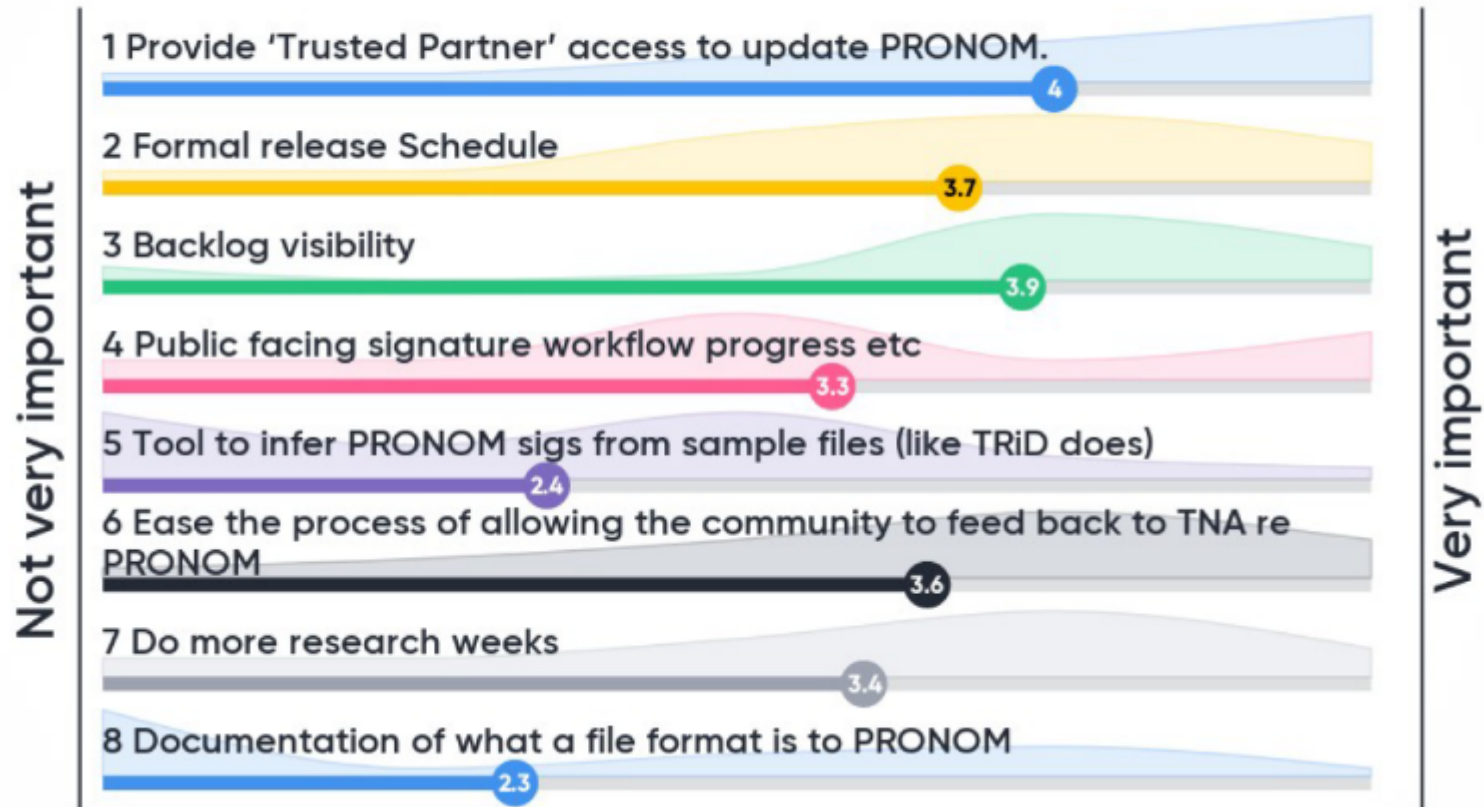 Not very important
1 Provide ‘Trusted Partner’ access to update PRONOM.
4
2 Formal release Schedule
3.7
3 Backlog visibility
3.9
4 Public facing signature workflow progress etc
3.3
5 Tool to infer PRONOM sigs from sample files (like TRiD does)
2.4
6 Ease the process of allowing the community to feed back to TNA re
PRONOM
3.6
7 Do more research weeks
3.4
8 Documentation of what a file format is to PRONOM
2.3
Very important